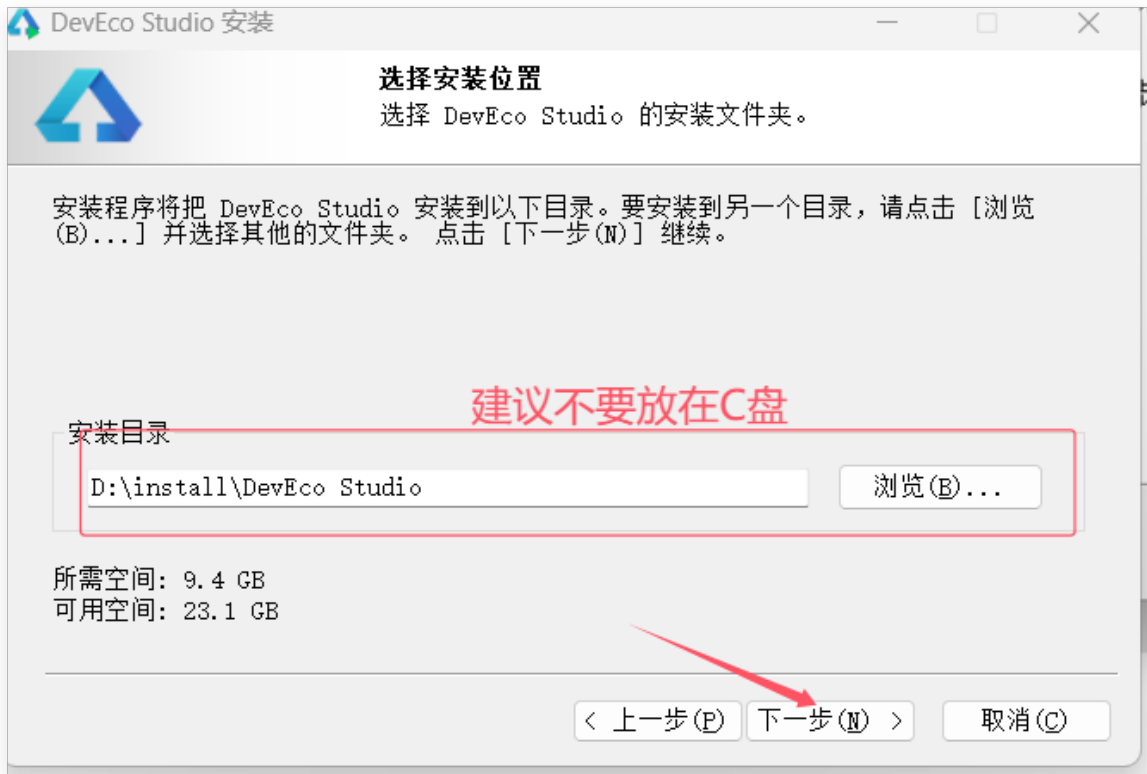 DevEco Studio 安装
选择安装位置
选择 DevEco Studio 的安装文件夹。
安装程序将把 DevEco Studio 安装到以下目录。要安装到另一个目录，请点击 [浏览
(B)...] 并选择其他的文件夹。 点击 [下一步(N)] 继续。
建议不要放在C盘
安装目录
D:\install\DevEco Studio
浏览(B)...
所需空间: 9.4 GB
可用空间: 23.1 GB
< 上一步(P)
下一步(N) >
取消(C)